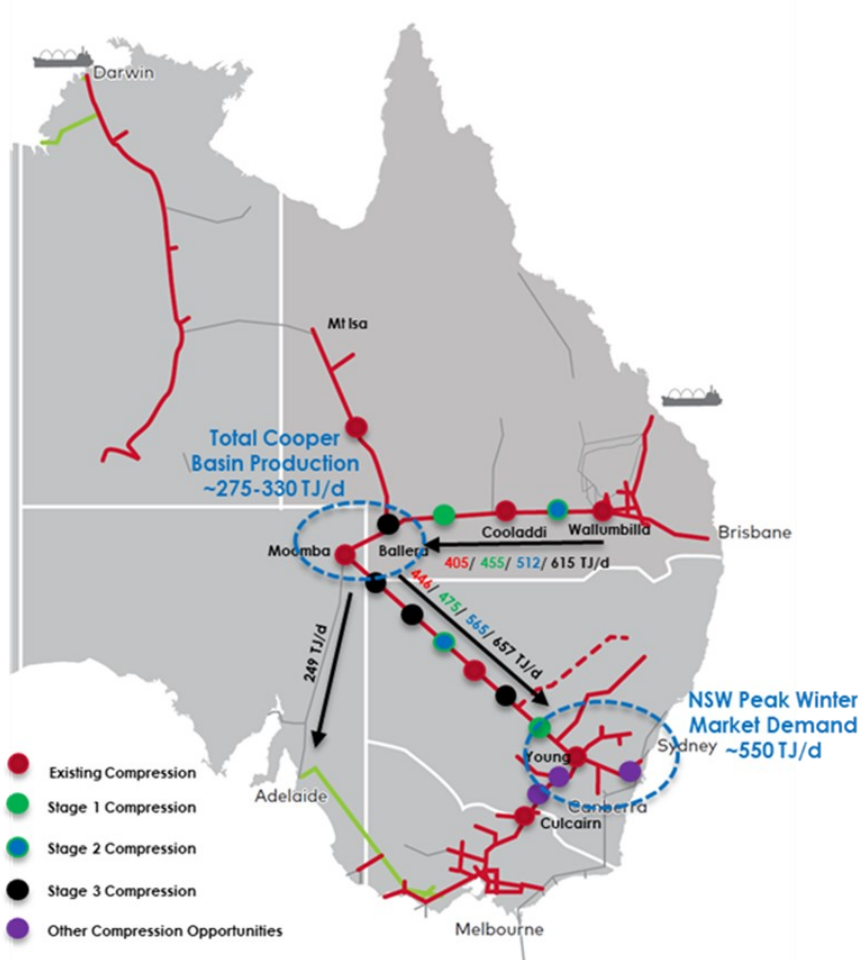 Darwin
Mt Isa
Total Cooper
Basin Production
~275-330 TJ/d
Cooladdi
Wallumbilla
Brisbane
Moomba
Ballera
405/ 455/ 512/ 615 TJ/d
446/ 475/ 565/ 657 TJ/d
249 TJ/d
NSW Peak Winter
Market Demand
~550 TJ/d
Sydney
Young
Adelaide
Canberra
Culcairn
Existing Compression
Stage 1 Compression
Stage 2 Compression
Stage 3 Compression
Other Compression Opportunities
Melbourne